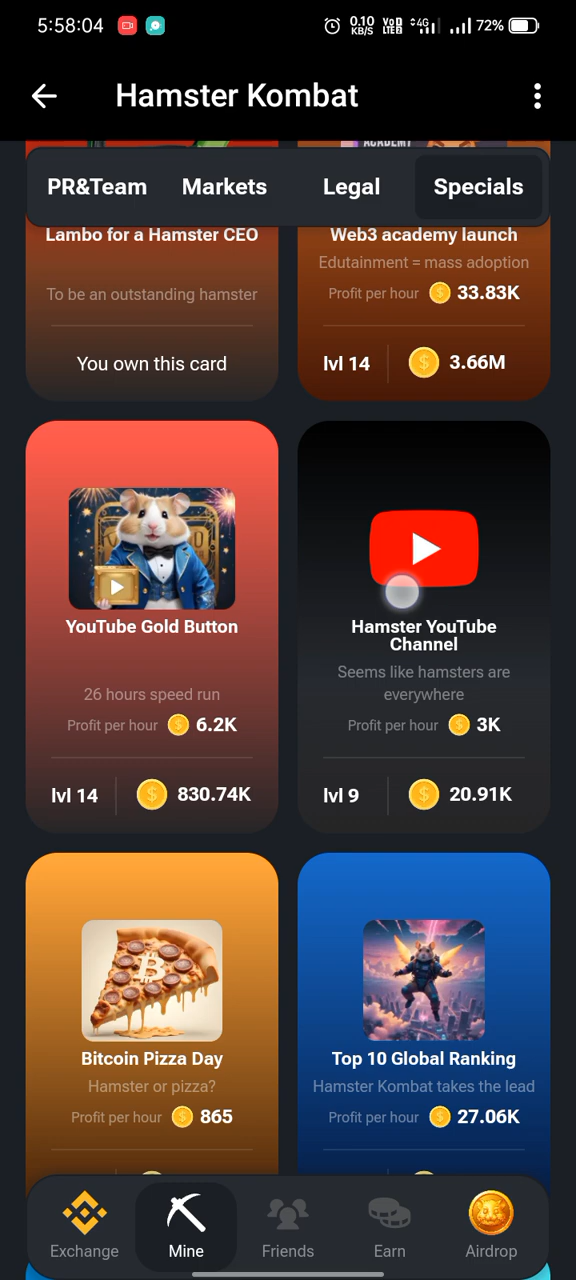 5:58:04
0.10 KB/S
Vo LTE 2
4G
72%
Hamster Kombat
ACADEMY
PR&Team Markets Legal Specials
Lambo for a Hamster CEO
To be an outstanding hamster
You own this card
Web3 academy launch
Edutainment = mass adoption
Profit per hour 33.83K
lvl 14 3.66M
YouTube Gold Button
26 hours speed run
Profit per hour 6.2K
lvl 14 830.74K
Hamster YouTube
Channel
Seems like hamsters are
everywhere
Profit per hour 3K
lvl 9 20.91K
Bitcoin Pizza Day
Hamster or pizza?
Profit per hour 865
Top 10 Global Ranking
Hamster Kombat takes the lead
Profit per hour 27.06K
Exchange Mine Friends Earn Airdrop